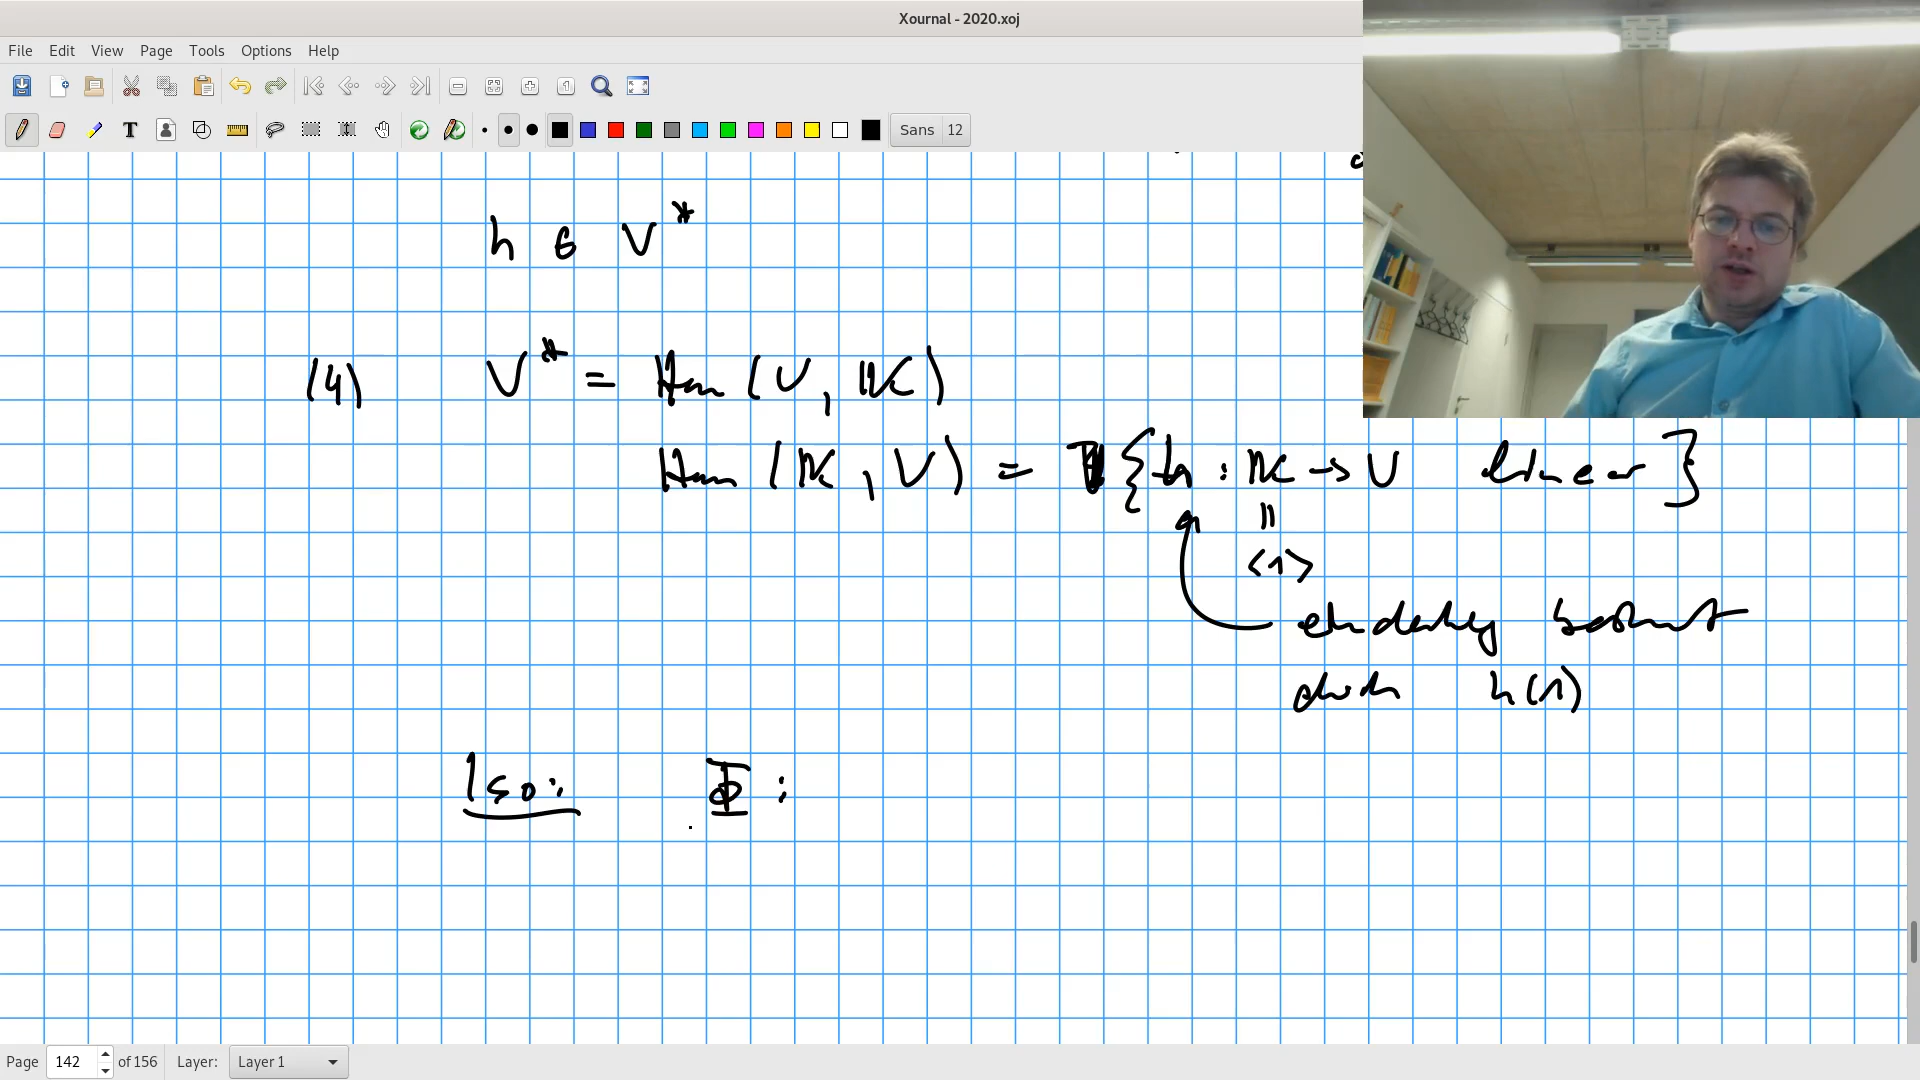 Xournal - 2020.xoj
File Edit View Page Tools Options Help
Sans 12
h ∈ V*
(4) V* = Hom (V, K)
Hom (K, V) = {h : K → V linear}
=
<1>
eindeutig bestimmt
durch h(1)
Iso: Φ :
Page 142 of 156 Layer: Layer 1